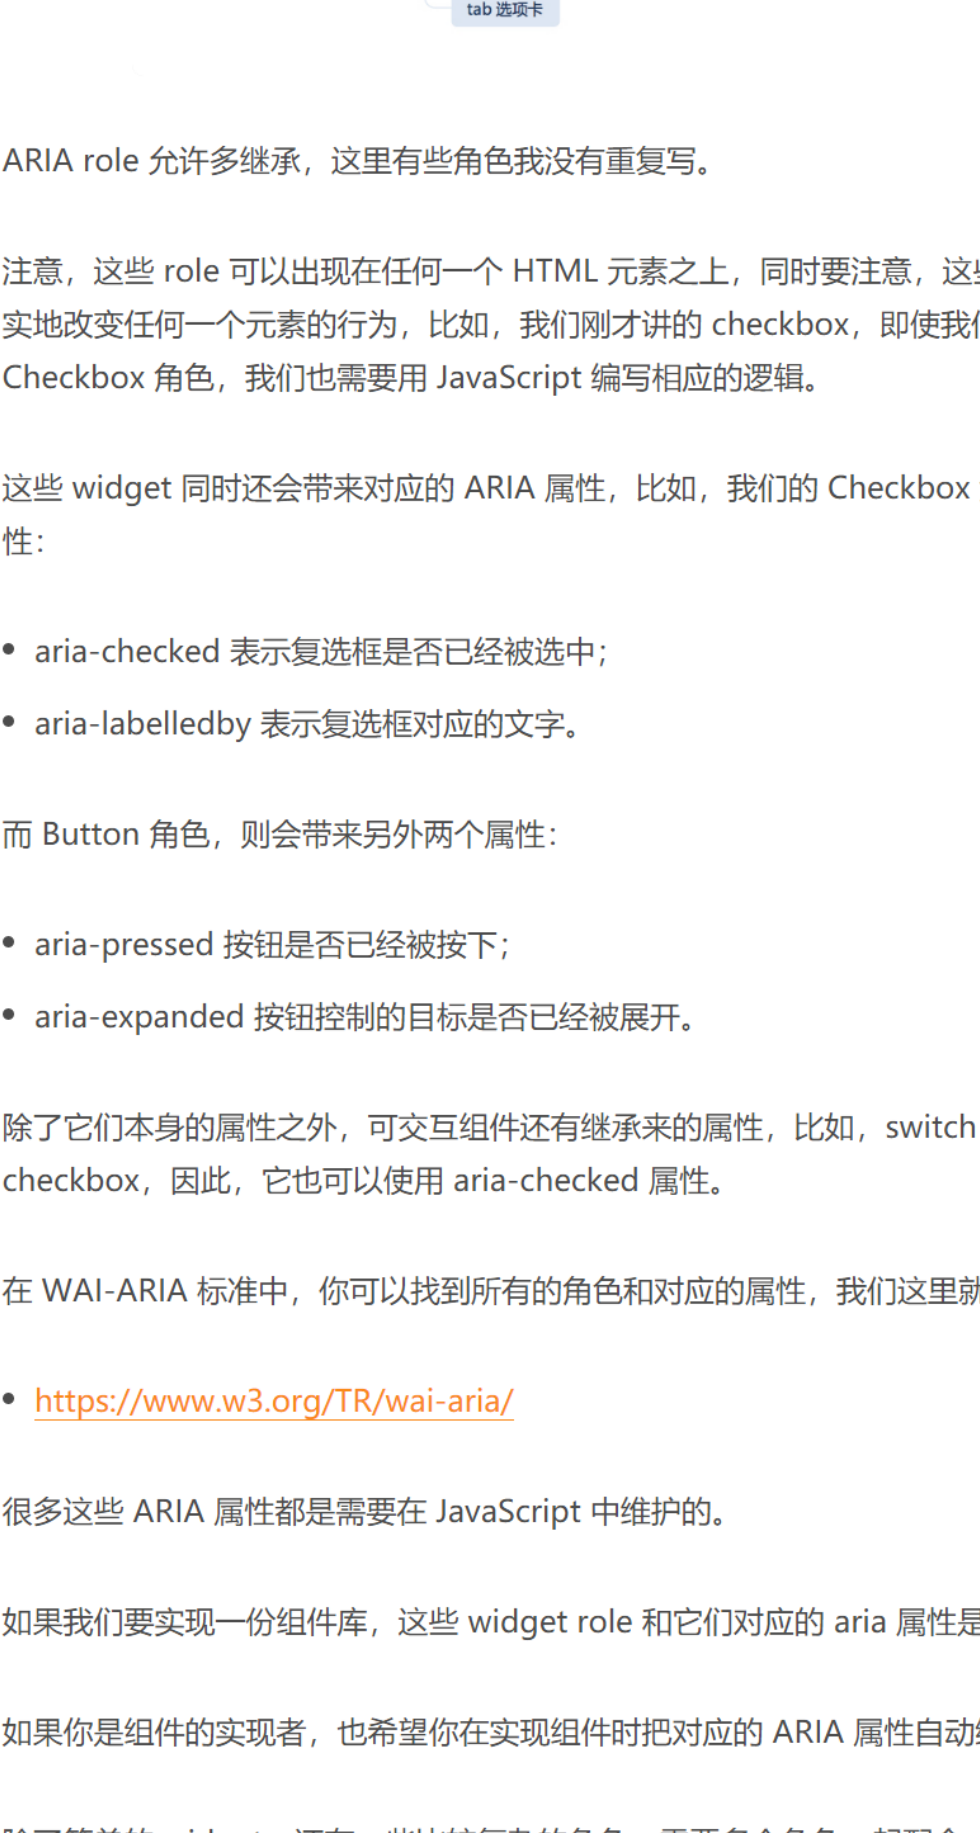 tab 选项卡
ARIA role 允许多继承，这里有些角色我没有重复写。
注意，这些 role 可以出现在任何一个 HTML 元素之上，同时要注意，这些
实地改变任何一个元素的行为，比如，我们刚才讲的 checkbox，即使我们
Checkbox 角色，我们也需要用 JavaScript 编写相应的逻辑。
这些 widget 同时还会带来对应的 ARIA 属性，比如，我们的 Checkbox
性：
• aria-checked 表示复选框是否已经被选中；
• aria-labelledby 表示复选框对应的文字。
而 Button 角色，则会带来另外两个属性：
• aria-pressed 按钮是否已经被按下；
• aria-expanded 按钮控制的目标是否已经被展开。
除了它们本身的属性之外，可交互组件还有继承来的属性，比如，switch
checkbox，因此，它也可以使用 aria-checked 属性。
在 WAI-ARIA 标准中，你可以找到所有的角色和对应的属性，我们这里就
• https://www.w3.org/TR/wai-aria/
很多这些 ARIA 属性都是需要在 JavaScript 中维护的。
如果我们要实现一份组件库，这些 widget role 和它们对应的 aria 属性是
如果你是组件的实现者，也希望你在实现组件时把对应的 ARIA 属性自动